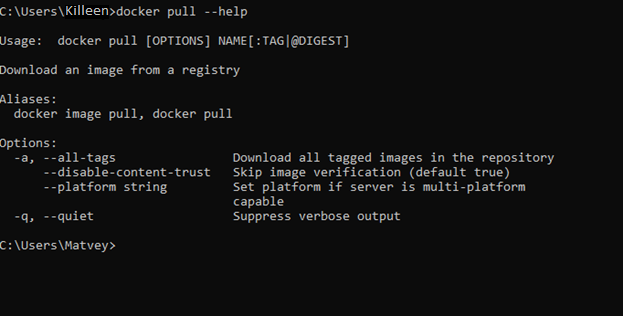 C:\Users\Killeen>docker pull --help
Usage:  docker pull [OPTIONS] NAME[:TAG|@DIGEST]
Download an image from a registry
Aliases:
  docker image pull, docker pull
Options:
  -a, --all-tags                Download all tagged images in the repository
      --disable-content-trust   Skip image verification (default true)
      --platform string         Set platform if server is multi-platform
                                capable
  -q, --quiet                   Suppress verbose output
C:\Users\Matvey>